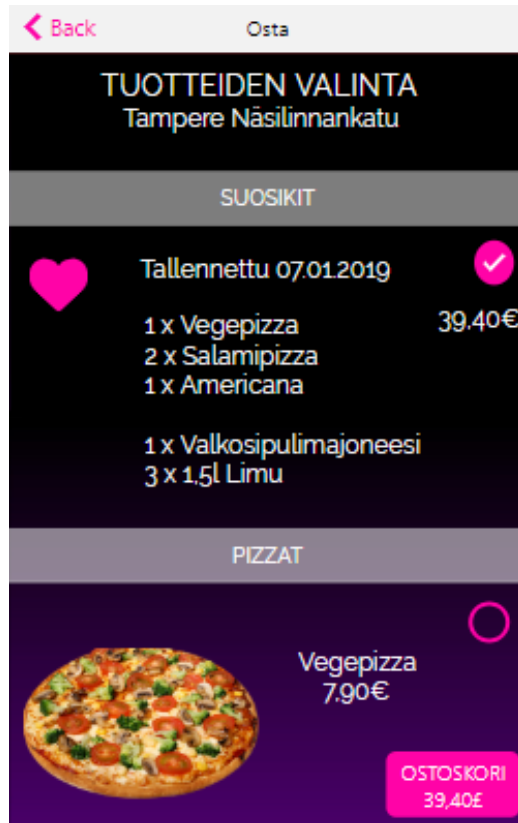 Back
Osta
TUOTTEIDEN VALINTA
Tampere Näsilinnankatu
SUOSIKIT
Tallennettu 07.01.2019
1 x Vegepizza
39.40€
2 x Salamipizza
1 x Americana
1 x Valkosipulimajoneesi
3 x 1,5l Limu
PIZZAT
Vegepizza
7.90€
OSTOSKORI
39,40£